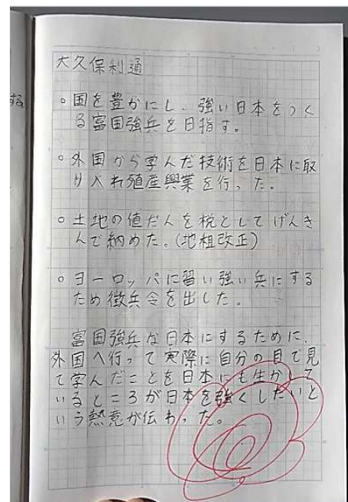 大久保利通
○国を豊かにし、強い日本をつく
る富国強兵を目指す。
○外国から学んだ技術を日本に取
り入れ殖産興業を行った。
○土地の値だんを税としてげんき
んで納めた。(地租改正)
○ヨーロッパに習い強い兵にする
ため徴兵令を出した。
富国強兵な日本にするために、
外国へ行って実際に自分の目で見
て学んだことを日本にも生かして
いるところが日本を強くしたいと
いう熱意が伝わった。